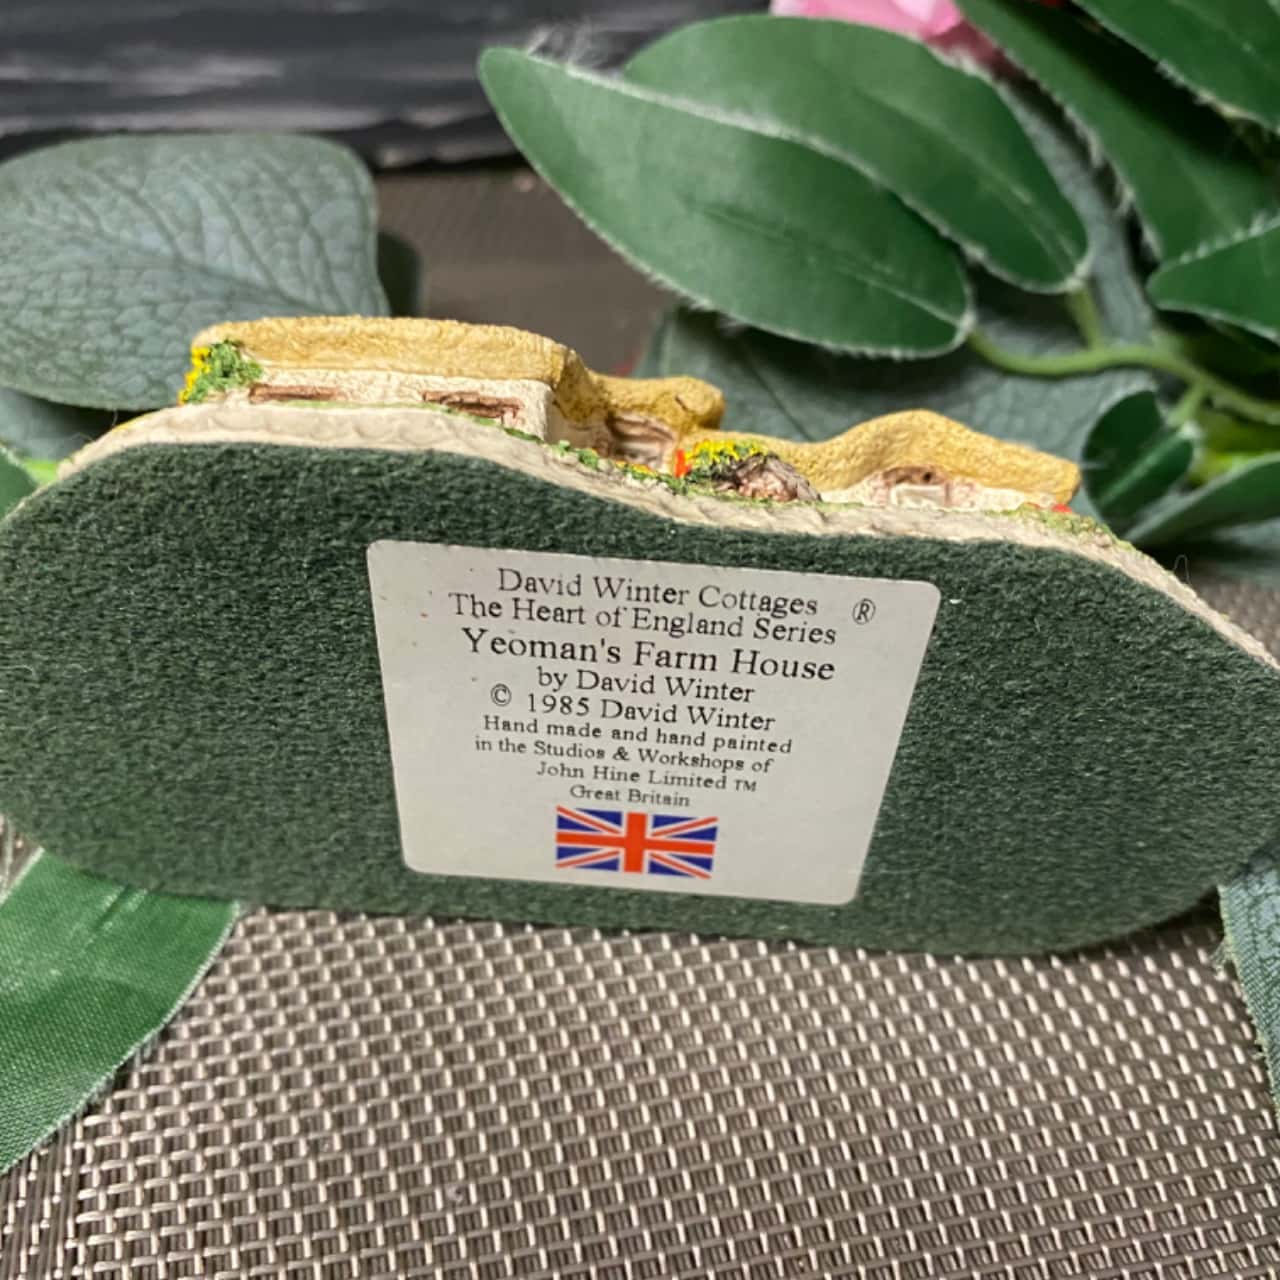 David Winter Cottages ®
The Heart of England Series
Yeoman's Farm House
by David Winter
© 1985 David Winter
Hand made and hand painted
in the Studios & Workshops of
John Hine Limited TM
Great Britain